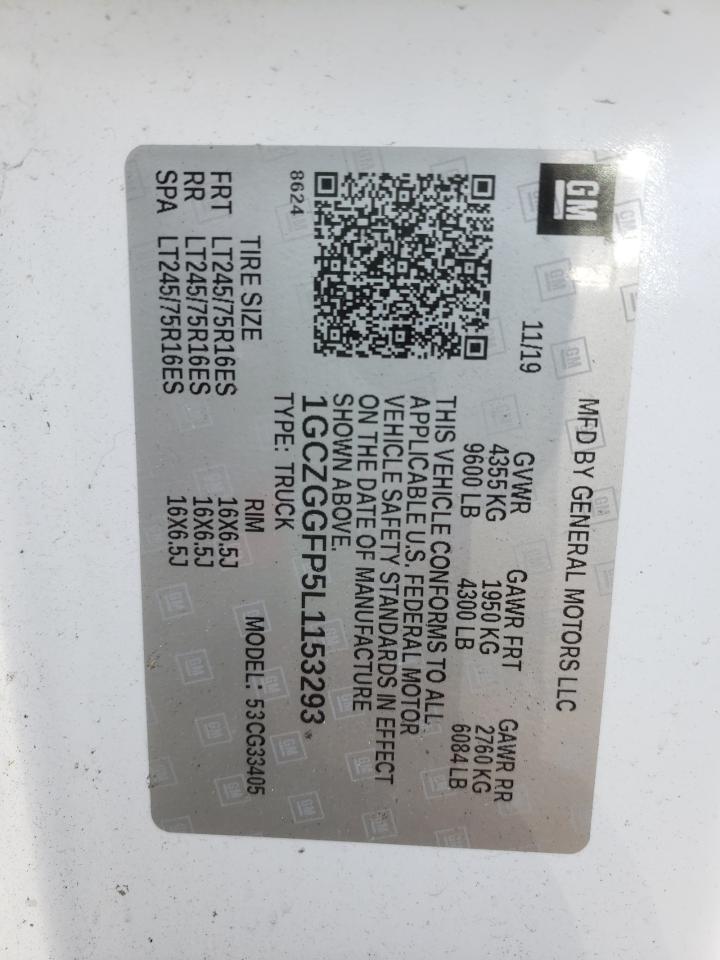 GM
MFD BY GENERAL MOTORS LLC
11/19
GVWR GAWR FRT GAWR RR
4355 KG 1950 KG 2760 KG
9600 LB 4300 LB 6084 LB
THIS VEHICLE CONFORMS TO ALL
APPLICABLE U.S. FEDERAL MOTOR
VEHICLE SAFETY STANDARDS IN EFFECT
ON THE DATE OF MANUFACTURE
SHOWN ABOVE.
1GCZGGFP5L1153293
8624
TYPE: TRUCK
MODEL: 53CG33405
TIRE SIZE RIM
FRT LT245/75R16ES 16X6.5J
RR LT245/75R16ES 16X6.5J
SPA LT245/75R16ES 16X6.5J